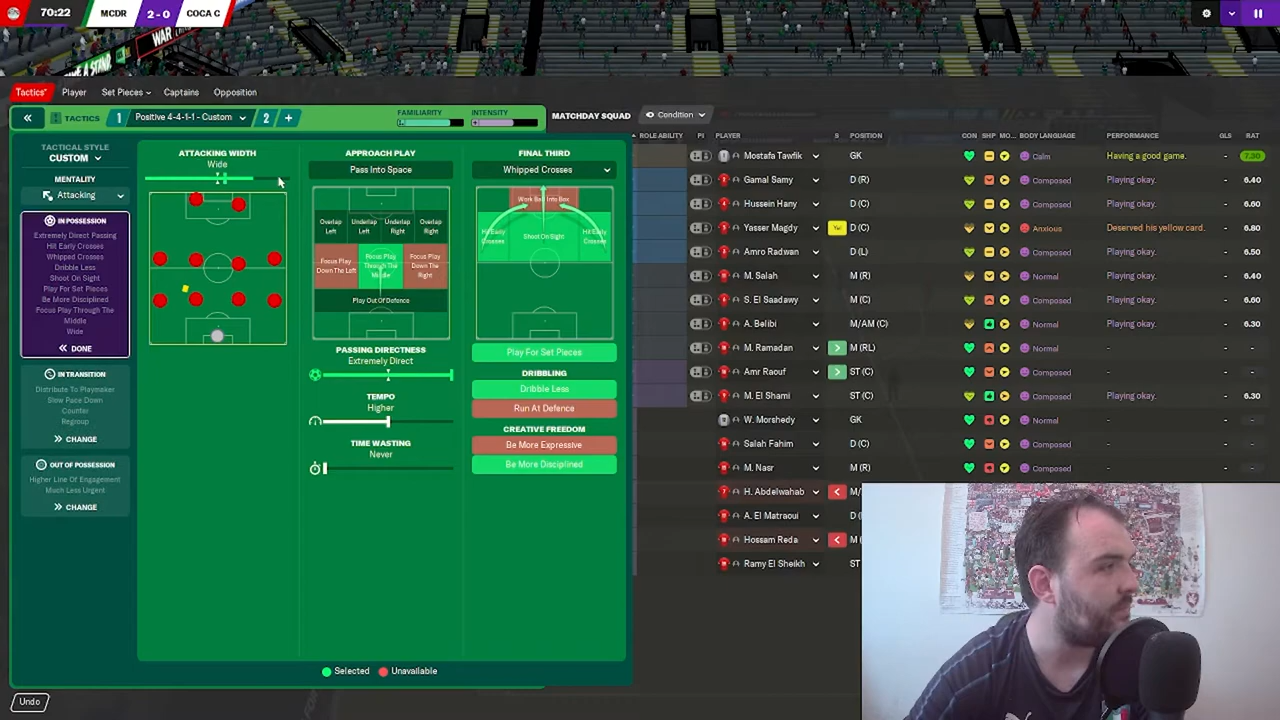 70:22 MCDR 2 - 0 COCA C
WAR
Tactics* Player Set Pieces Captains Opposition
TACTICS 1 Positive 4-4-1-1 - Custom 2 + FAMILIARITY INTENSITY
MATCHDAY SQUAD Condition
TACTICAL STYLE
CUSTOM
MENTALITY
Attacking
IN POSSESSION
Extremely Direct Passing
Hit Early Crosses
Whipped Crosses
Dribble Less
Shoot On Sight
Play For Set Pieces
Be More Disciplined
Focus Play Through The
Middle
Wide
DONE
IN TRANSITION
Distribute To Playmaker
Slow Pace Down
Counter
Regroup
CHANGE
OUT OF POSSESSION
Higher Line Of Engagement
Much Less Urgent
CHANGE
ATTACKING WIDTH
Wide
APPROACH PLAY
Pass Into Space
Overlap Left
Underlap Left
Underlap Right
Overlap Right
Focus Play Down The Left
Focus Play Through The Middle
Focus Play Down The Right
Play Out Of Defence
PASSING DIRECTNESS
Extremely Direct
TEMPO
Higher
TIME WASTING
Never
FINAL THIRD
Whipped Crosses
Work Ball Into Box
Hit Early Crosses
Shoot On Sight
Hit Early Crosses
Play For Set Pieces
DRIBBLING
Dribble Less
Run At Defence
CREATIVE FREEDOM
Be More Expressive
Be More Disciplined
Selected Unavailable
Undo
ROLE ABILITY PI PLAYER S POSITION CON SHP MO... BODY LANGUAGE PERFORMANCE GLS RAT
Mostafa Tawfik GK Calm Having a good game. - 7.30
Gamal Samy D (R) Composed Playing okay. - 6.40
Hussein Hany D (C) Composed Playing okay. - 6.60
Yasser Magdy Yel D (C) Anxious Deserved his yellow card. - 6.80
Amro Radwan D (L) Composed Playing okay. - 6.50
M. Salah M (R) Normal Playing okay. - 6.40
S. El Saadawy M (C) Composed Playing okay. - 6.60
A. Belibi M/AM (C) Normal Playing okay. - 6.30
M. Ramadan M (RL) Normal - - -
Amr Raouf ST (C) Composed - - -
M. El Shami ST (C) Composed Playing okay. - 6.30
W. Morshedy GK Normal - - -
Salah Fahim D (C) Composed - - -
M. Nasr M (R) Composed - - -
H. Abdelwahab M/
A. El Matraoui D (
Hossam Reda M (
Ramy El Sheikh ST